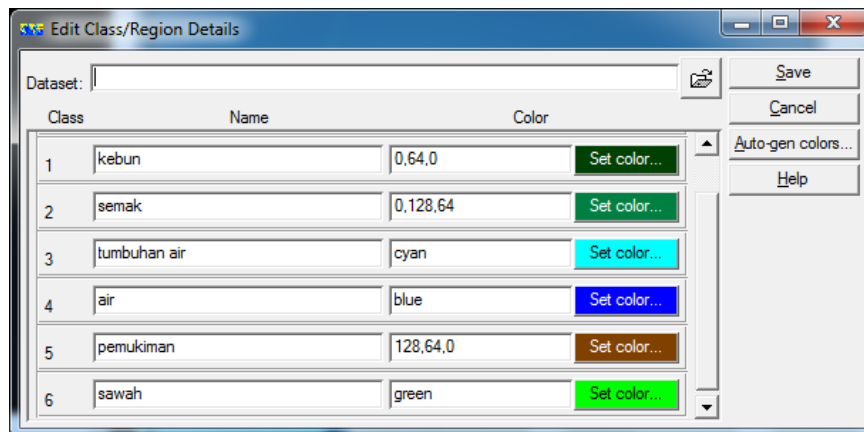 Edit Class/Region Details
Dataset:
Save
Class Name Color
Cancel
1 kebun 0,64,0 Set color...
Auto-gen colors...
2 semak 0,128,64 Set color...
Help
3 tumbuhan air cyan Set color...
4 air blue Set color...
5 pemukiman 128,64,0 Set color...
6 sawah green Set color...